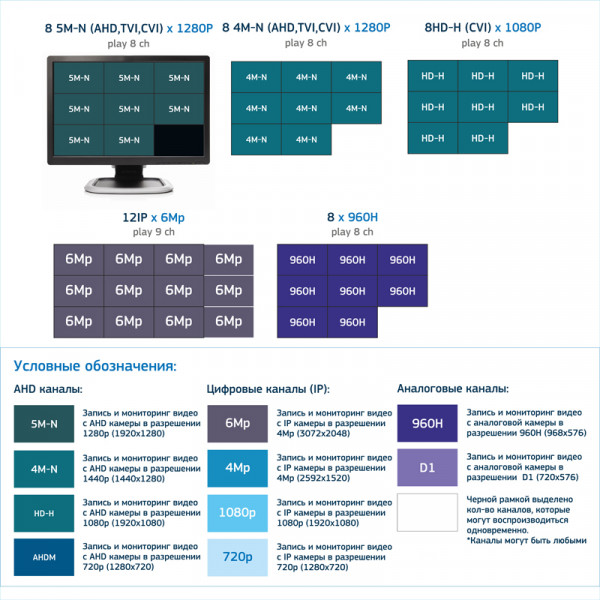 8 5M-N (AHD,TVI,CVI) x 1280P
play 8 ch
5M-N 5M-N 5M-N
5M-N 5M-N 5M-N
5M-N 5M-N
8 4M-N (AHD,TVI,CVI) x 1280P
play 8 ch
4M-N 4M-N 4M-N
4M-N 4M-N 4M-N
4M-N 4M-N
8HD-H (CVI) x 1080P
play 8 ch
HD-H HD-H HD-H
HD-H HD-H HD-H
HD-H HD-H
12IP x 6Mp
play 9 ch
6Mp 6Mp 6Mp 6Mp
6Mp 6Mp 6Mp 6Mp
6Mp 6Mp 6Mp 6Mp
8 x 960H
play 8 ch
960H 960H 960H
960H 960H 960H
960H 960H
Условные обозначения:
AHD каналы:
5M-N
Запись и мониторинг видео
с AHD камеры в разрешении
1280p (1920x1280)
4M-N
Запись и мониторинг видео
с AHD камеры в разрешении
1440p (1440x1280)
HD-H
Запись и мониторинг видео
с AHD камеры в разрешении
1080p (1920x1080)
AHDM
Запись и мониторинг видео
с AHD камеры в разрешении
720p (1280x720)
Цифровые каналы (IP):
6Mp
Запись и мониторинг видео
с IP камеры в разрешении
4Mp (3072x2048)
4Mp
Запись и мониторинг видео
с IP камеры в разрешении
4Mp (2592x1520)
1080p
Запись и мониторинг видео
с IP камеры в разрешении
1080p (1920x1080)
720p
Запись и мониторинг видео
с IP камеры в разрешении
720p (1280x720)
Аналоговые каналы:
960H
Запись и мониторинг видео
с аналоговой камеры в
разрешении 960H (968x576)
D1
Запись и мониторинг видео
с аналоговой камеры в
разрешении D1 (720x576)
Черной рамкой выделено
кол-во каналов, которые
могут воспроизводиться
одновременно.
*Каналы могут быть любыми